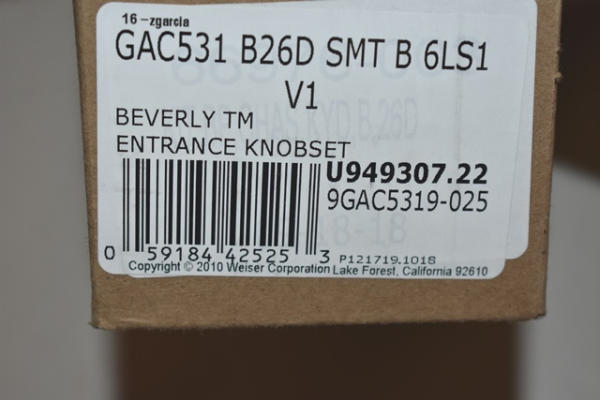 16 -zgarcia
GAC531 B26D SMT B 6LS1
V1
BEVERLY TM
ENTRANCE KNOBSET
U949307.22
9GAC5319-025
0 59184 42525 3
P121719.1018
Copyright © 2010 Weiser Corporation Lake Forest, California 92610